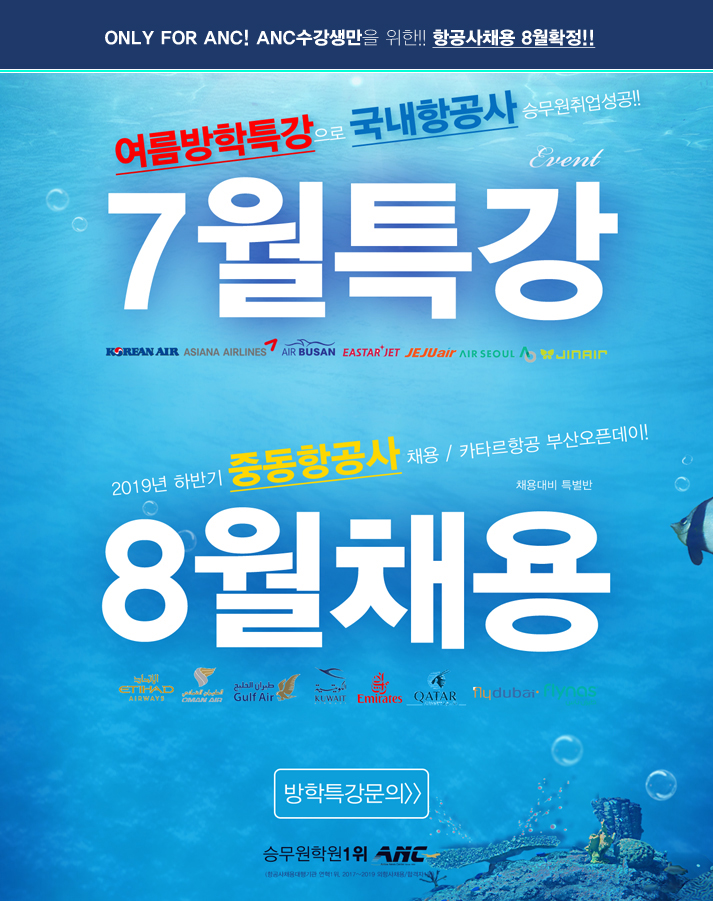 ONLY FOR ANC! ANC수강생만을 위한!! 항공사채용 8월확정!!
여름방학특강으로 국내항공사 승무원취업성공!!
Event
7월특강
KOREAN AIR ASIANA AIRLINES AIR BUSAN EASTAR JET JEJUair AIR SEOUL JINAIR
2019년 하반기 중동항공사 채용 / 카타르항공 부산오픈데이!
채용대비 특별반
8월채용
الإتحاد ETIHAD AIRWAYS OMAN AIR طيران الخليج Gulf Air KUWAIT Emirates QATAR flydubai flynas
방학특강문의>>
승무원학원1위 ANC